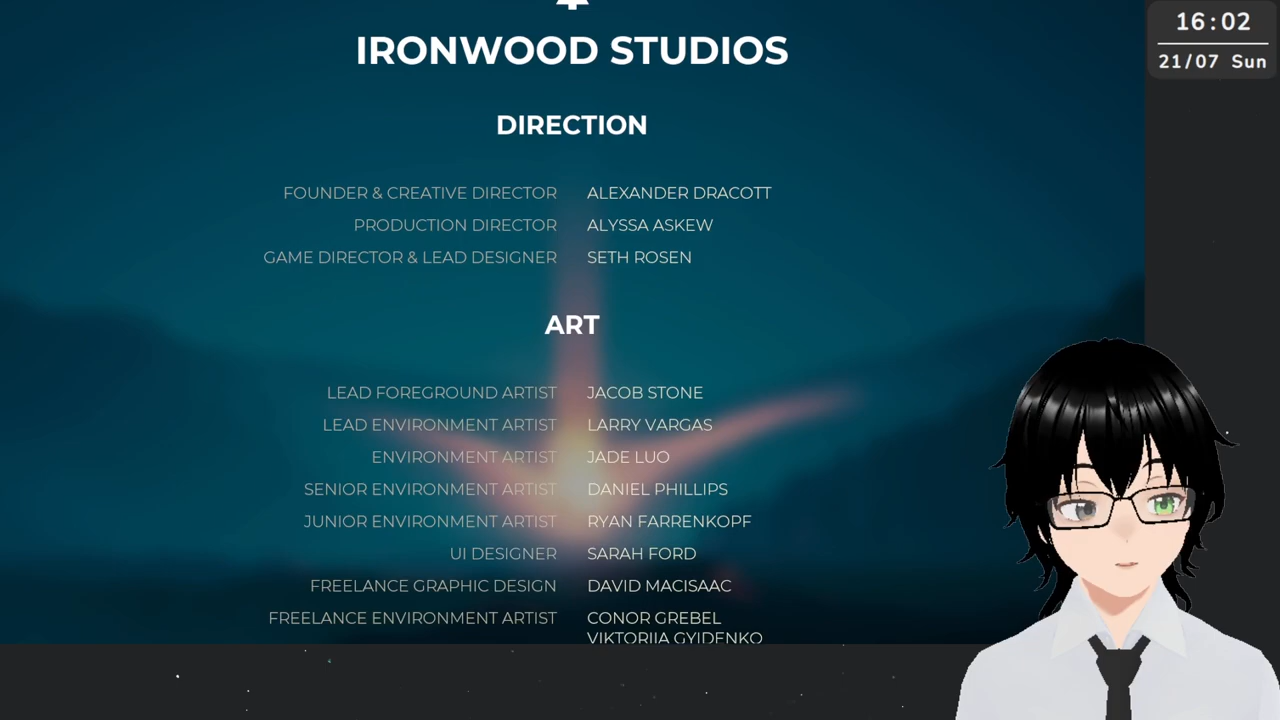 16:02
21/07 Sun
IRONWOOD STUDIOS
DIRECTION
FOUNDER & CREATIVE DIRECTOR ALEXANDER DRACOTT
PRODUCTION DIRECTOR ALYSSA ASKEW
GAME DIRECTOR & LEAD DESIGNER SETH ROSEN
ART
LEAD FOREGROUND ARTIST JACOB STONE
LEAD ENVIRONMENT ARTIST LARRY VARGAS
ENVIRONMENT ARTIST JADE LUO
SENIOR ENVIRONMENT ARTIST DANIEL PHILLIPS
JUNIOR ENVIRONMENT ARTIST RYAN FARRENKOPF
UI DESIGNER SARAH FORD
FREELANCE GRAPHIC DESIGN DAVID MACISAAC
FREELANCE ENVIRONMENT ARTIST CONOR GREBEL
VIKTORIIA GYIDENKO